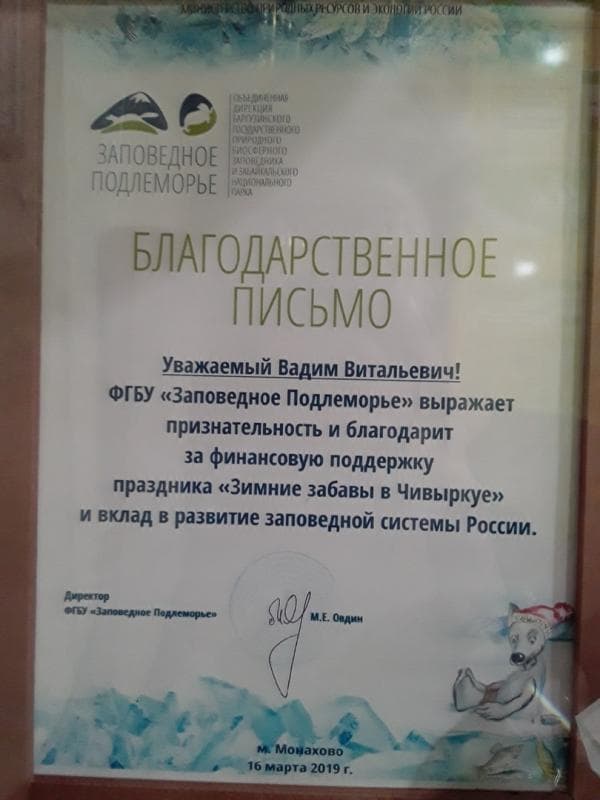 МИНИСТЕРСТВО ПРИРОДНЫХ РЕСУРСОВ И ЭКОЛОГИИ РОССИИ
ЗАПОВЕДНОЕ
ПОДЛЕМОРЬЕ
ОБЪЕДИНЕННАЯ
ДИРЕКЦИЯ
БАРГУЗИНСКОГО
ГОСУДАРСТВЕННОГО
ПРИРОДНОГО
БИОСФЕРНОГО
ЗАПОВЕДНИКА
И ЗАБАЙКАЛЬСКОГО
НАЦИОНАЛЬНОГО
ПАРКА
БЛАГОДАРСТВЕННОЕ
ПИСЬМО
Уважаемый Вадим Витальевич!
ФГБУ «Заповедное Подлеморье» выражает
признательность и благодарит
за финансовую поддержку
праздника «Зимние забавы в Чивыркуе»
и вклад в развитие заповедной системы России.
Директор
ФГБУ «Заповедное Подлеморье»
М.Е. Овдин
м. Монахово
16 марта 2019 г.